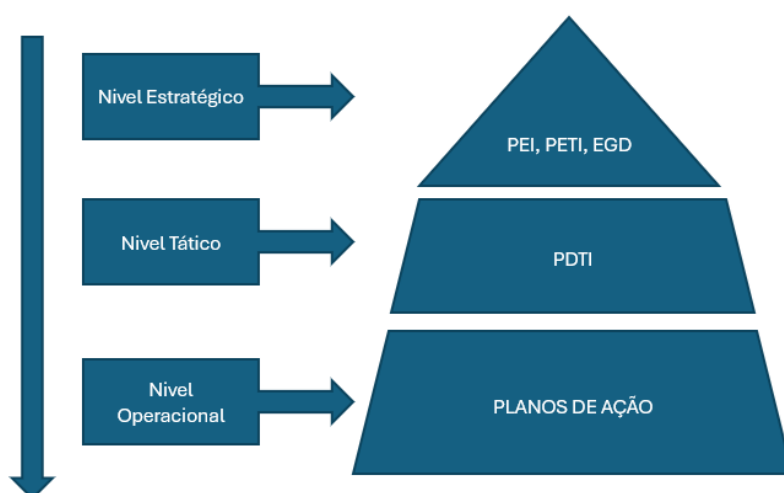 Nivel Estratégico
PEI, PETI, EGD
Nivel Tático
PDTI
Nivel
Operacional
PLANOS DE AÇÃO